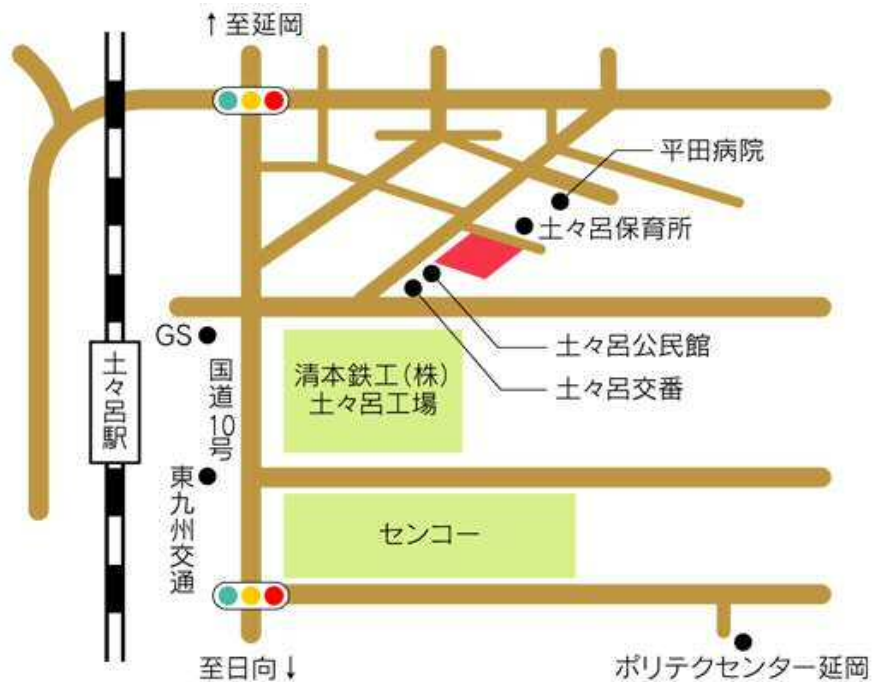 ↑至延岡
平田病院
土々呂保育所
GS
土々呂公民館
土々呂交番
土々呂駅
国道10号
清本鉄工(株)
土々呂工場
東九州交通
センコー
至日向↓
ポリテクセンター延岡